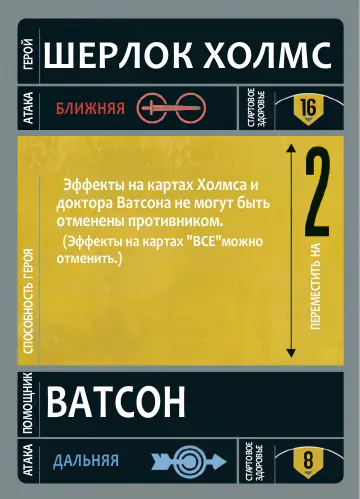 ГЕРОЙ
ШЕРЛОК ХОЛМС
АТАКА
БЛИЖНЯЯ
СТАРТОВОЕ
ЗДОРОВЬЕ
16
СПОСОБНОСТЬ ГЕРОЯ
Эффекты на картах Холмса и
доктора Ватсона не могут быть
отменены противником.
(Эффекты на картах "ВСЕ"можно
отменить.)
ПЕРЕМЕСТИТЬ НА
2
ПОМОЩНИК
ВАТСОН
АТАКА
ДАЛЬНЯЯ
СТАРТОВОЕ
ЗДОРОВЬЕ
8